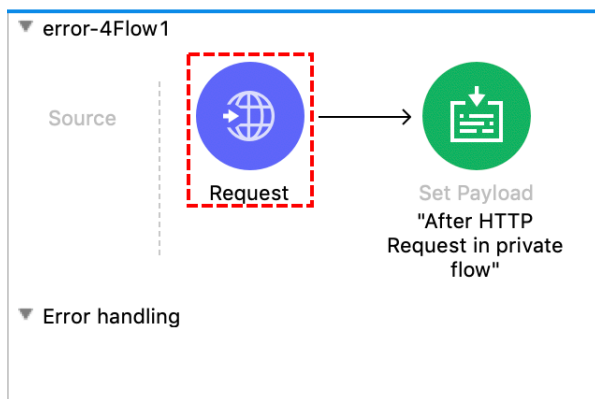 error-4Flow1
Source
Request
Set Payload
"After HTTP
Request in private
flow"
Error handling